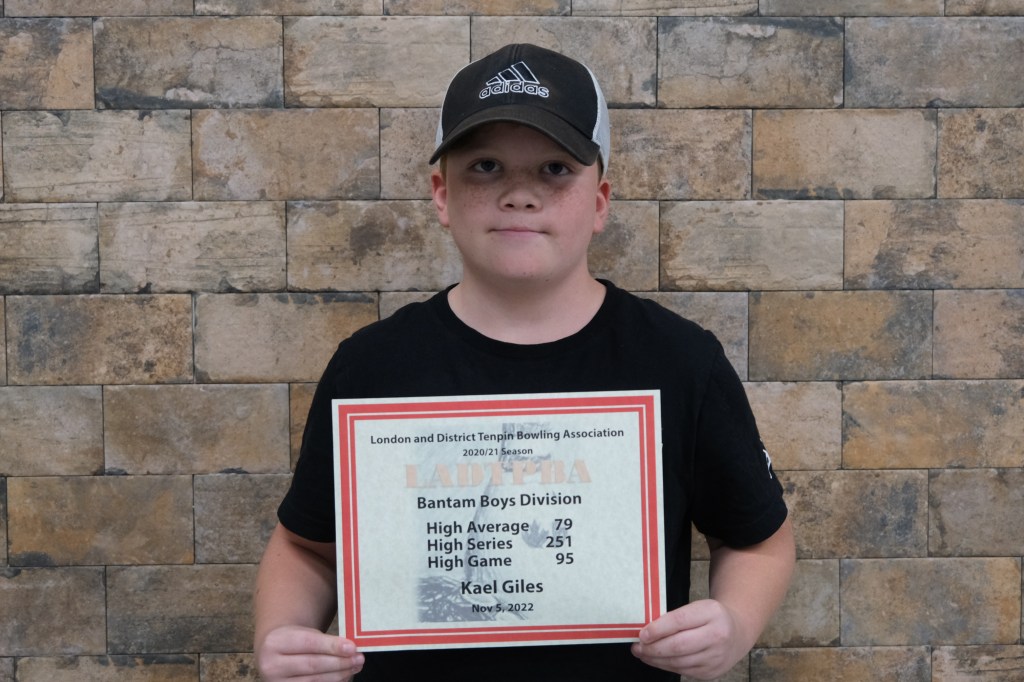 adidas
London and District Tenpin Bowling Association
2020/21 Season
LADTPBA
Bantam Boys Division
High Average 79
High Series 251
High Game 95
Kael Giles
Nov 5, 2022